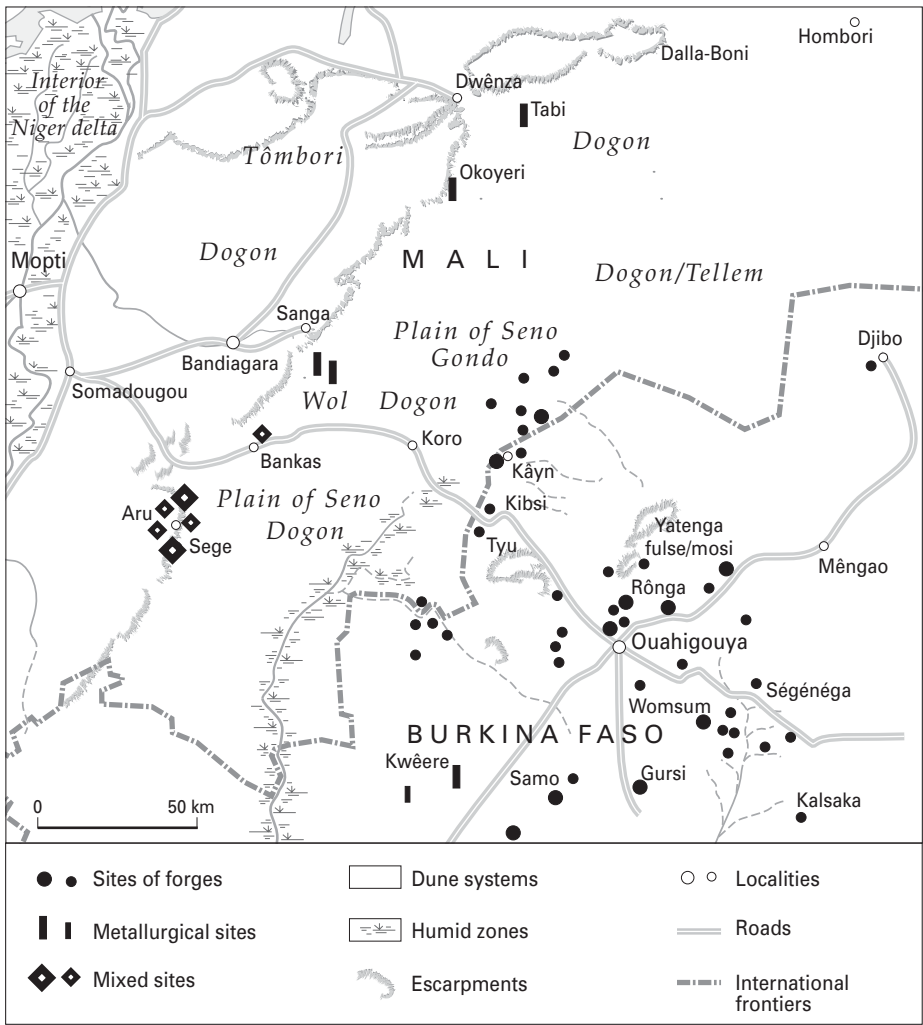 Hombori
Dalla-Boni
Interior
of the
Niger delta
Dwênza
Tabi
Dogon
Tômbori
Okoyeri
Dogon
MALI
Mopti
Dogon/Tellem
Sanga
Plain of Seno
Gondo
Djibo
Bandiagara
Somadougou
Wol
Dogon
Koro
Bankas
Kâyn
Plain of Seno
Dogon
Aru
Kibsi
Sege
Yatenga
fulse/mosi
Tyu
Mêngao
Rônga
Ouahigouya
Ségénéga
Womsum
BURKINA FASO
Kwêere
Samo
Gursi
0 50 km
Kalsaka
Sites of forges
Dune systems
Localities
Metallurgical sites
Humid zones
Roads
Mixed sites
Escarpments
International
frontiers